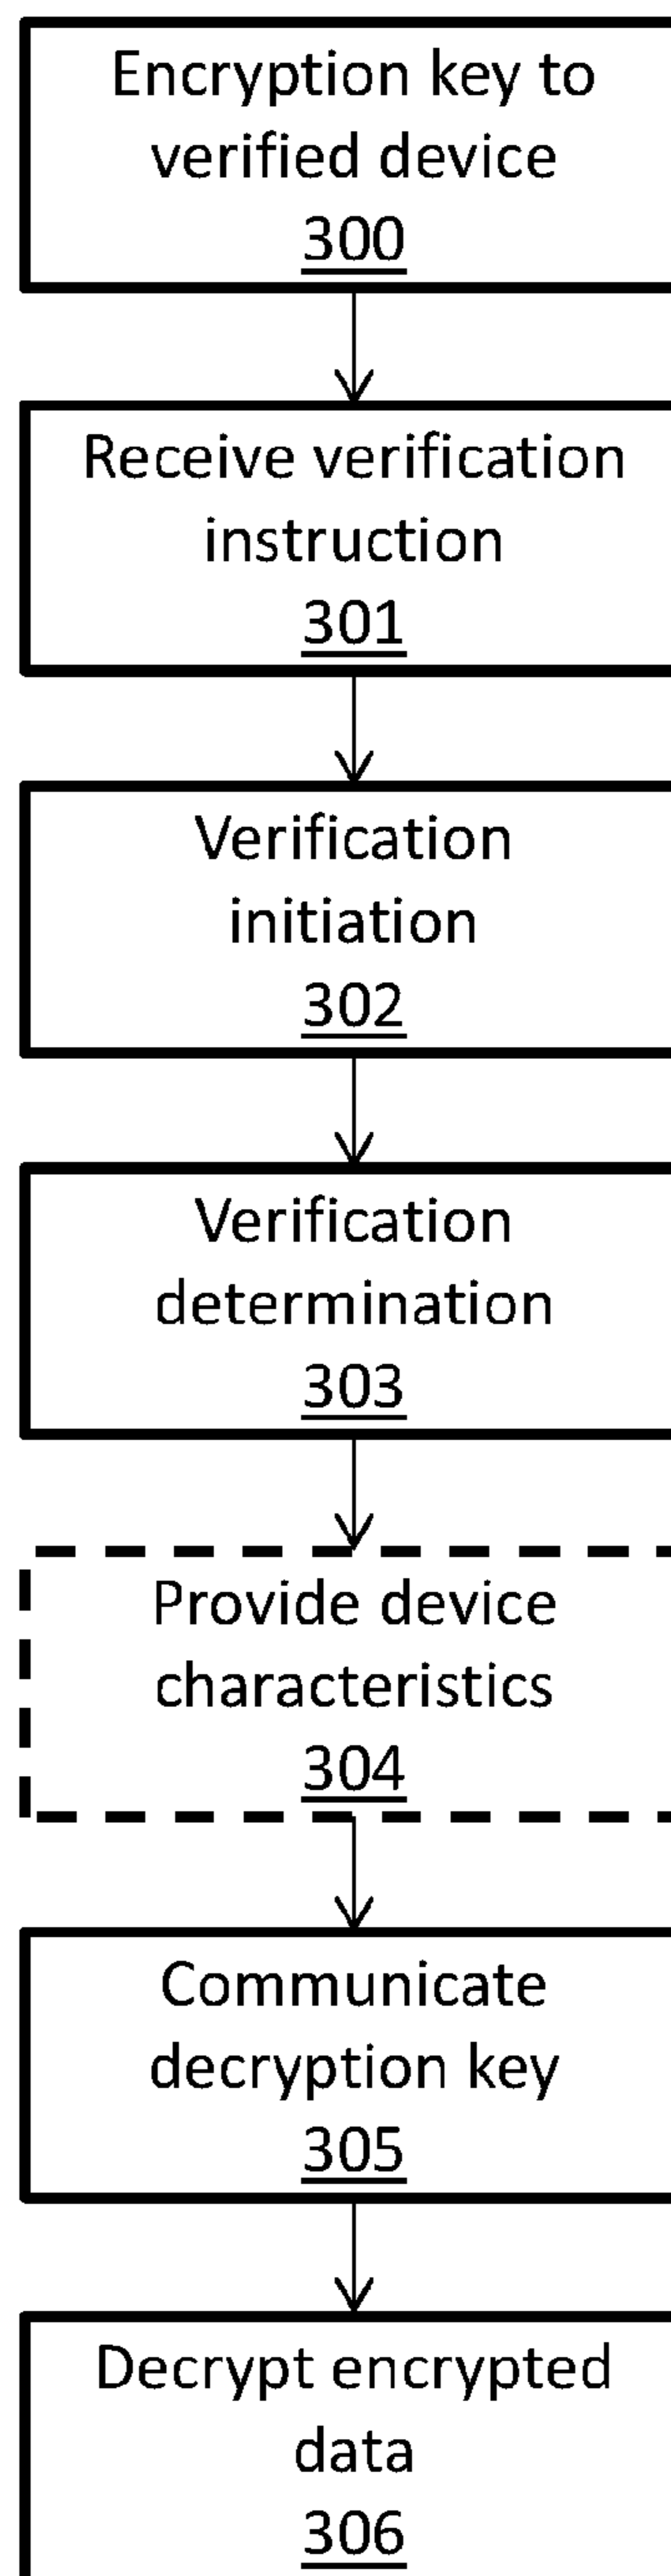 Encryption key to
verified device
300
Receive verification
instruction
301
Verification
initiation
302
Verification
determination
303
Provide device
characteristics
304
Communicate
decryption key
305
Decrypt encrypted
data
306